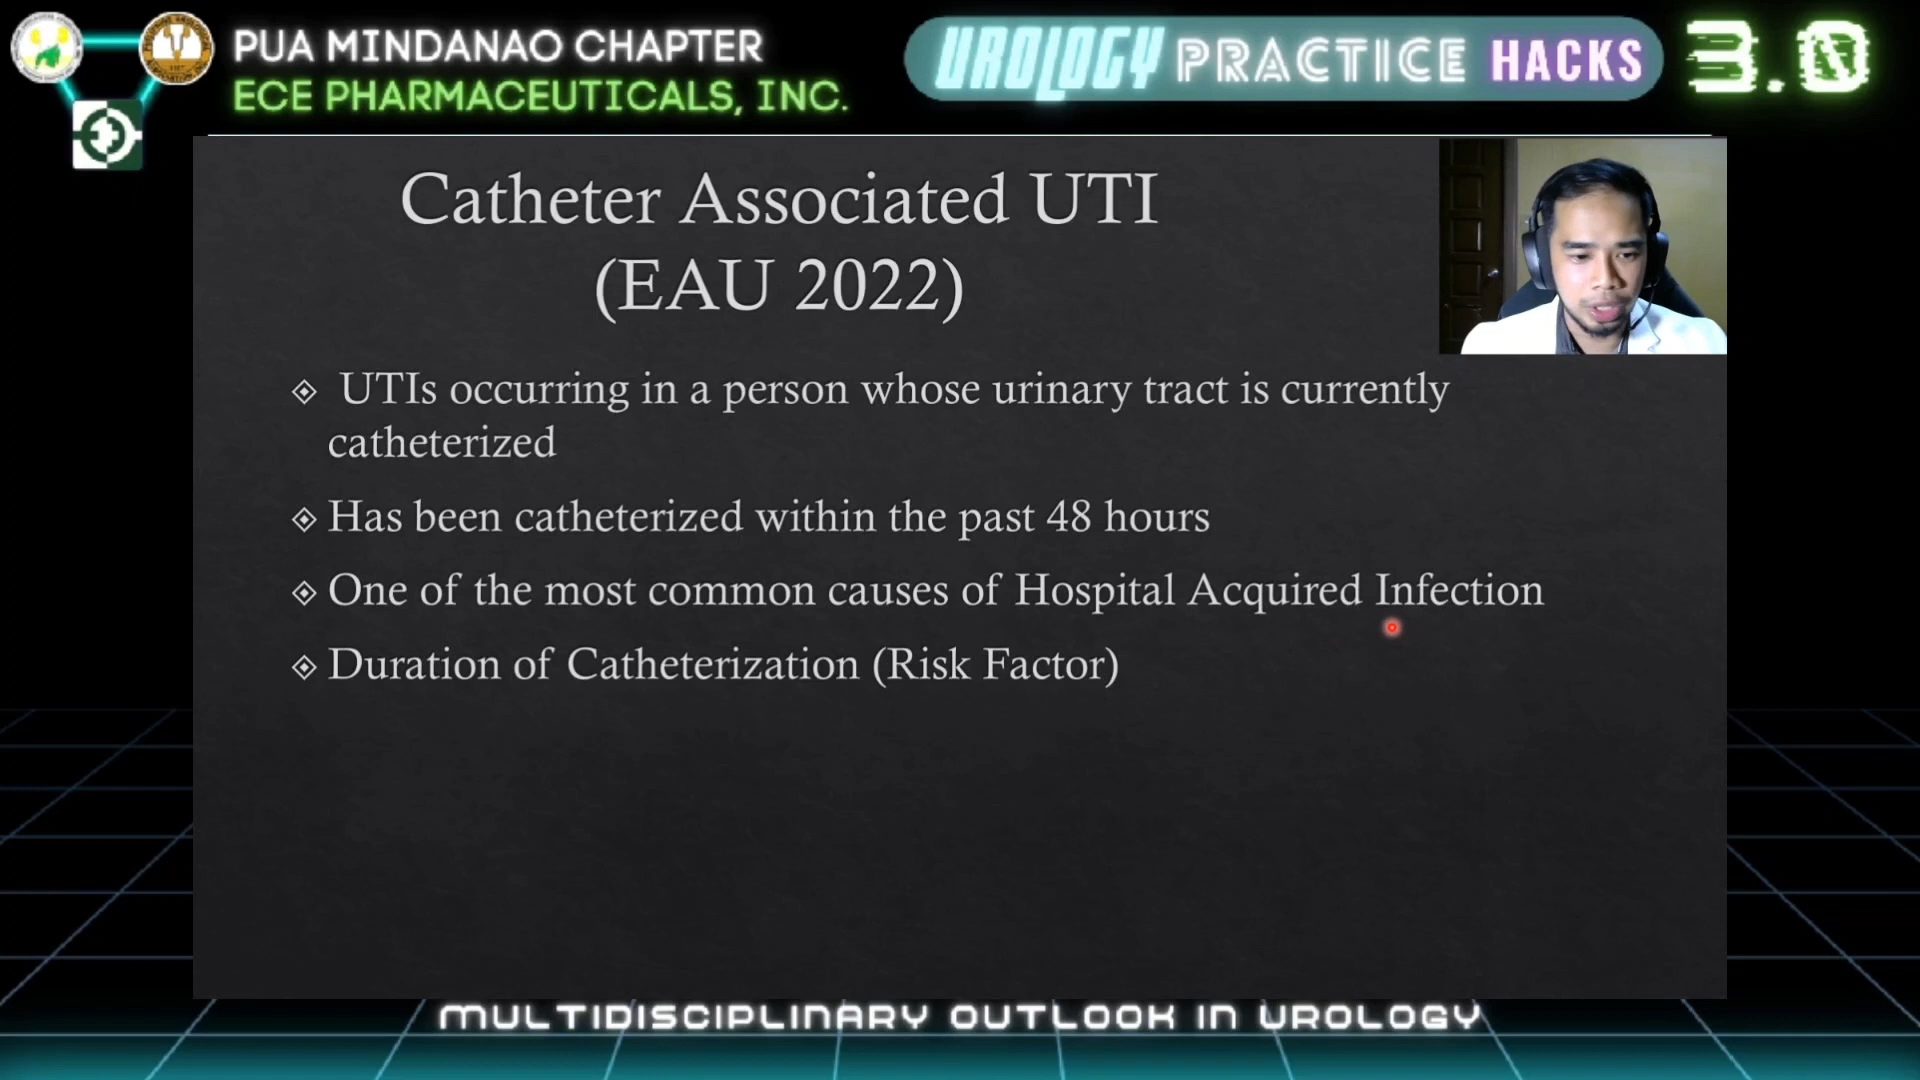 PUA MINDANAO CHAPTER
ECE PHARMACEUTICALS, INC.
UROLOGY PRACTICE HACKS 3.0
Catheter Associated UTI
(EAU 2022)
UTIs occurring in a person whose urinary tract is currently
catheterized
Has been catheterized within the past 48 hours
One of the most common causes of Hospital Acquired Infection
Duration of Catheterization (Risk Factor)
MULTIDISCIPLINARY OUTLOOK IN UROLOGY